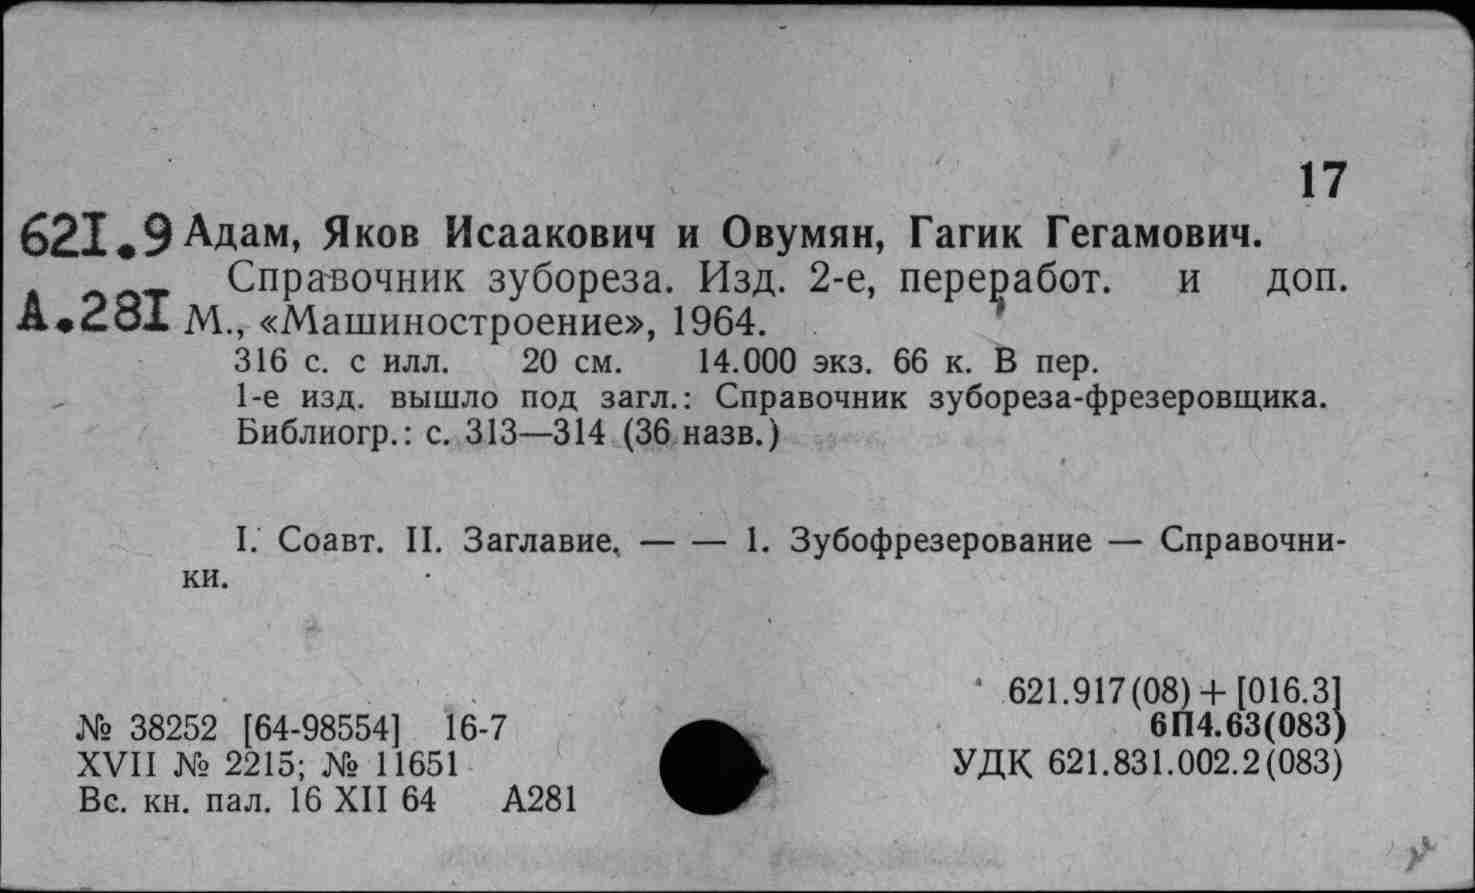 17
621.9 Адам, Яков Исаакович и Овумян, Гагик Гегамович.
Справочник зубореза. Изд. 2-е, переработ. и доп.
А.281 М., «Машиностроение», 1964.
316 с. с илл. 20 см. 14.000 экз. 66 к. В пер.
1-е изд. вышло под загл.: Справочник зубореза-фрезеровщика.
Библиогр.: с. 313—314 (36 назв.)
I. Соавт. II. Заглавие. — — 1. Зубофрезерование — Справочни-
ки.
621.917(08) + [016.3]
№ 38252 [64-98554] 16-7 6П4.63(083)
XVII № 2215; № 11651 УДК 621.831.002.2(083)
Вс. кн. пал. 16 XII 64 А281